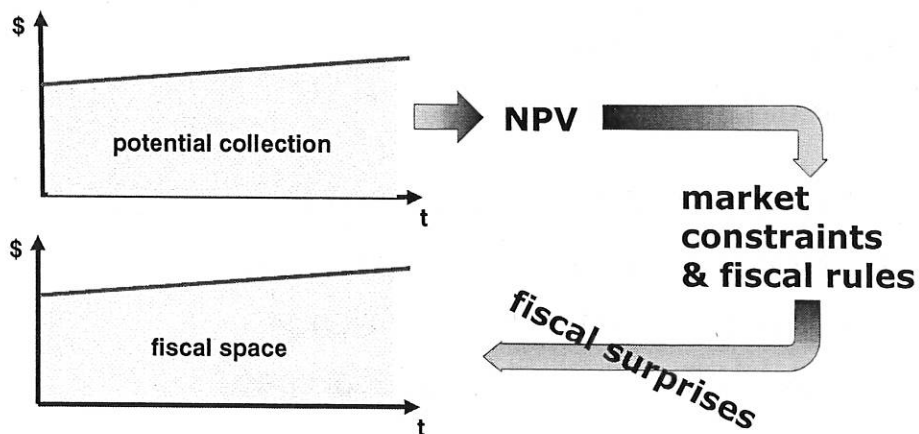 $
potential collection
t
NPV
market
constraints
& fiscal rules
$
fiscal space
t
fiscal surprises